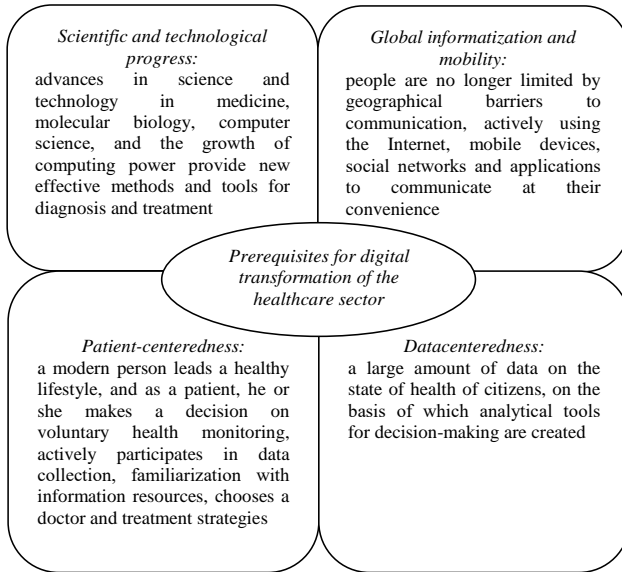 Scientific and technological
progress:
advances in science and
technology in medicine,
molecular biology, computer
science, and the growth of
computing power provide new
effective methods and tools for
diagnosis and treatment
Global informatization and
mobility:
people are no longer limited by
geographical barriers to
communication, actively using
the Internet, mobile devices,
social networks and applications
to communicate at their
convenience
Prerequisites for digital
transformation of the
healthcare sector
Patient-centeredness:
a modern person leads a healthy
lifestyle, and as a patient, he or
she makes a decision on
voluntary health monitoring,
actively participates in data
collection, familiarization with
information resources, chooses a
doctor and treatment strategies
Datacenteredness:
a large amount of data on the
state of health of citizens, on the
basis of which analytical tools
for decision-making are created